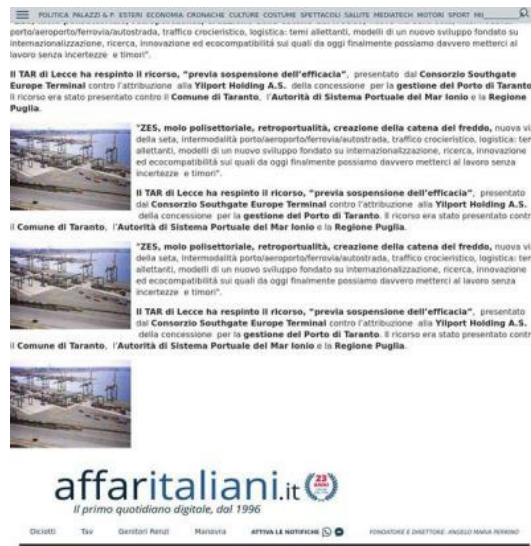 POLITICA PALAZZI & P. ESTERI ECONOMIA CRONACHE CULTURE COSTUME SPETTACOLI SALUTE MEDIATECH MOTORI SPORT MI
porto/aeroporto/ferrovia/autostrada, traffico crocieristico, logistica: temi allettanti, modelli di un nuovo sviluppo fondato su
internazionalizzazione, ricerca, innovazione ed ecocompatibilità sui quali da oggi finalmente possiamo davvero metterci al
lavoro senza incertezze e timori".
Il TAR di Lecce ha respinto il ricorso, "previa sospensione dell'efficacia", presentato dal Consorzio Southgate
Europe Terminal contro l'attribuzione alla Yilport Holding A.S. della concessione per la gestione del Porto di Taranto
Il ricorso era stato presentato contro il Comune di Taranto, l'Autorità di Sistema Portuale del Mar Ionio e la Regione
Puglia.
"ZES, molo polisettoriale, retroportualità, creazione della catena del freddo, nuova vi
della seta, intermodalità porto/aeroporto/ferrovia/autostrada, traffico crocieristico, logistica: ter
allettanti, modelli di un nuovo sviluppo fondato su internazionalizzazione, ricerca, innovazione
ed ecocompatibilità sui quali da oggi finalmente possiamo davvero metterci al lavoro senza
incertezze e timori".
Il TAR di Lecce ha respinto il ricorso, "previa sospensione dell'efficacia", presentato
dal Consorzio Southgate Europe Terminal contro l'attribuzione alla Yilport Holding A.S.
della concessione per la gestione del Porto di Taranto. Il ricorso era stato presentato contr
il Comune di Taranto, l'Autorità di Sistema Portuale del Mar Ionio e la Regione Puglia.
"ZES, molo polisettoriale, retroportualità, creazione della catena del freddo, nuova vi
della seta, intermodalità porto/aeroporto/ferrovia/autostrada, traffico crocieristico, logistica: ter
allettanti, modelli di un nuovo sviluppo fondato su internazionalizzazione, ricerca, innovazione
ed ecocompatibilità sui quali da oggi finalmente possiamo davvero metterci al lavoro senza
incertezze e timori".
Il TAR di Lecce ha respinto il ricorso, "previa sospensione dell'efficacia", presentato
dal Consorzio Southgate Europe Terminal contro l'attribuzione alla Yilport Holding A.S.
della concessione per la gestione del Porto di Taranto. Il ricorso era stato presentato contr
il Comune di Taranto, l'Autorità di Sistema Portuale del Mar Ionio e la Regione Puglia.
affaritaliani.it 23 ANNI
Il primo quotidiano digitale, dal 1996
Diciotti Tav Genitori Renzi Manovra ATTIVA LE NOTIFICHE FONDATORE E DIRETTORE: ANGELO MARIA PERRINO